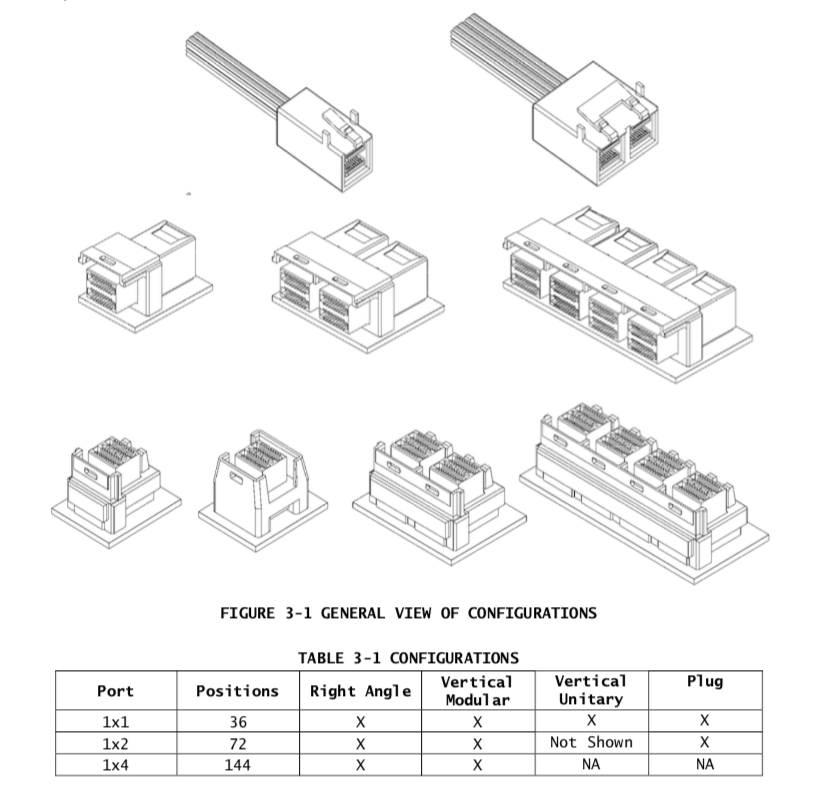 FIGURE 3-1 GENERAL VIEW OF CONFIGURATIONS
TABLE 3-1 CONFIGURATIONS
Port Positions Right Angle Vertical Modular Vertical Unitary Plug
1x1 36 X X X X
1x2 72 X X Not Shown X
1x4 144 X X NA NA